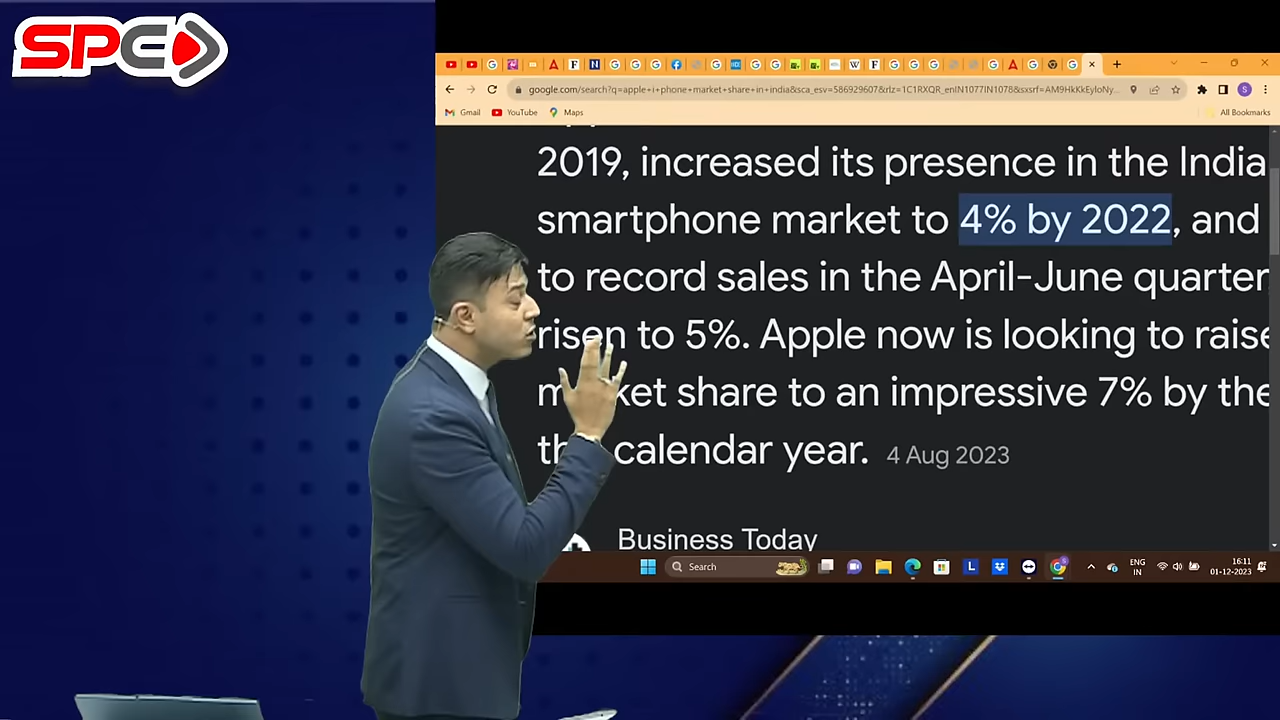 SPED
google.com/search?q=apple+i+phone+market+share+in+india&sca_esv=586929607&rlz=1C1RXQR_enIN1077IN1078&sxsrf=AM9HkKkEyloNy...
Gmail YouTube Maps All Bookmarks
2019, increased its presence in the India
smartphone market to 4% by 2022, and
to record sales in the April-June quarter
risen to 5%. Apple now is looking to raise
share to an impressive 7% by the
calendar year. 4 Aug 2023
Business Today
Search
ENG
IN
16:11
01-12-2023